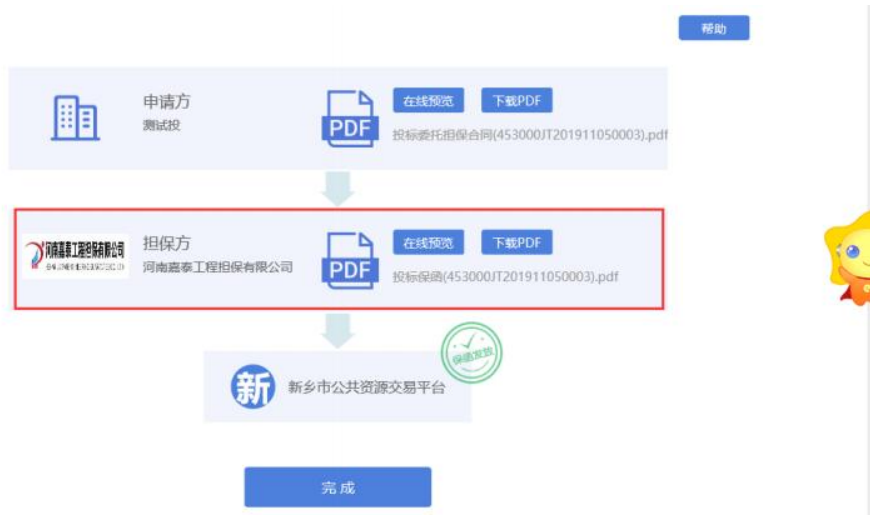 帮助
申请方
测试投
在线预览 下载PDF
PDF
投标委托担保合同(453000JT201911050003).pdf
河南嘉泰工程担保有限公司
担保方
河南嘉泰工程担保有限公司
在线预览 下载PDF
PDF
投标保函(453000JT201911050003).pdf
保函发放
新 新乡市公共资源交易平台
完成